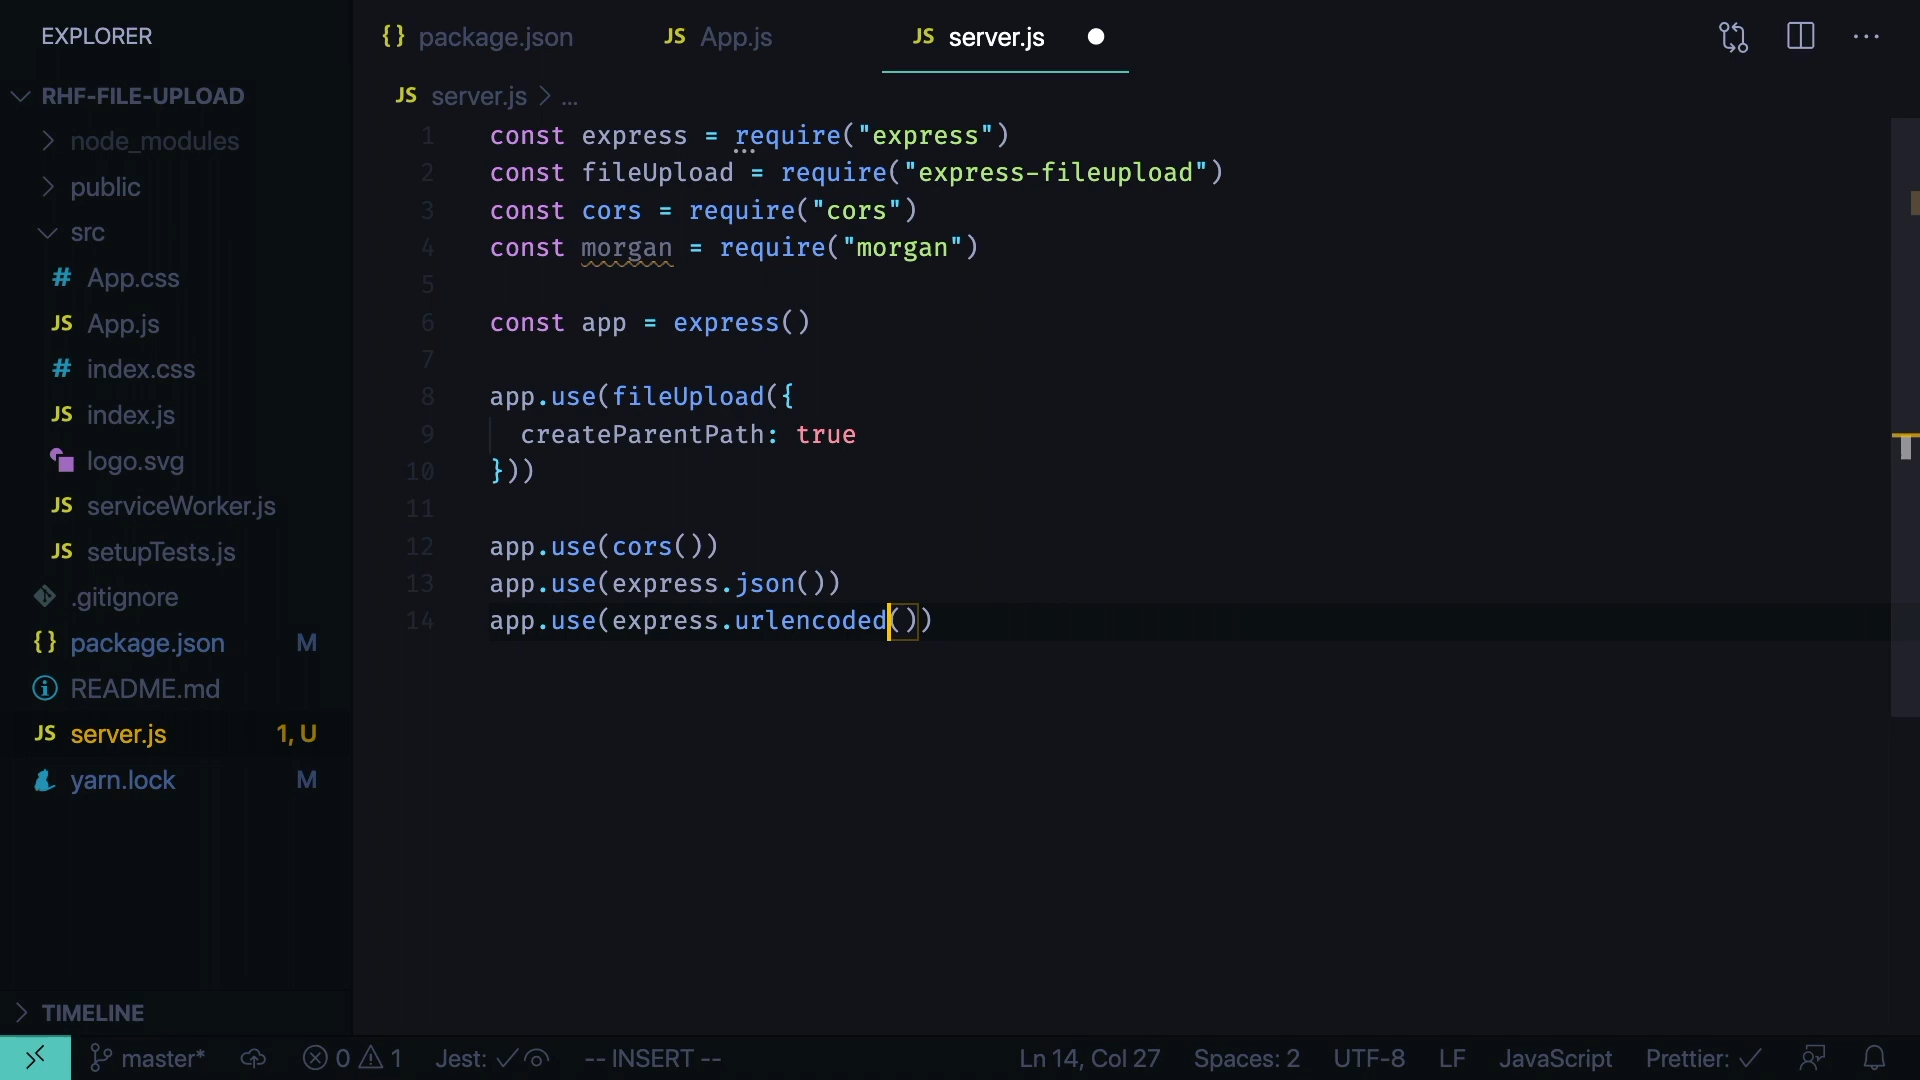 EXPLORER
RHF-FILE-UPLOAD
node_modules
public
src
# App.css
JS App.js
# index.css
JS index.js
logo.svg
JS serviceWorker.js
JS setupTests.js
.gitignore
{} package.json M
README.md
JS server.js 1, U
yarn.lock M
TIMELINE
{} package.json JS App.js JS server.js
JS server.js > ...
1 const express = require("express")
2 const fileUpload = require("express-fileupload")
3 const cors = require("cors")
4 const morgan = require("morgan")
5
6 const app = express()
7
8 app.use(fileUpload({
9 createParentPath: true
10 }))
11
12 app.use(cors())
13 app.use(express.json())
14 app.use(express.urlencoded())
master* 0 1 Jest: -- INSERT -- Ln 14, Col 27 Spaces: 2 UTF-8 LF JavaScript Prettier: ✓